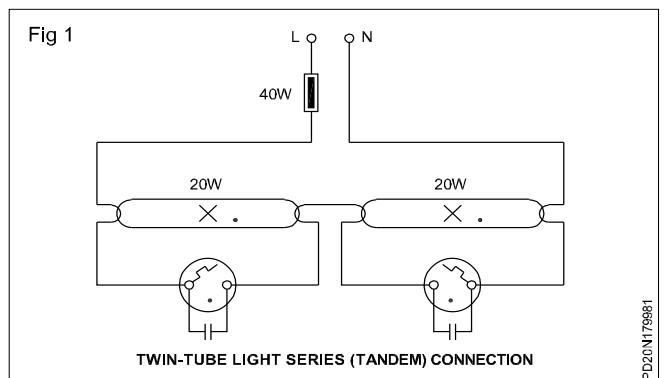 Fig 1
L N
40W
20W 20W
TWIN-TUBE LIGHT SERIES (TANDEM) CONNECTION
PD20N179981